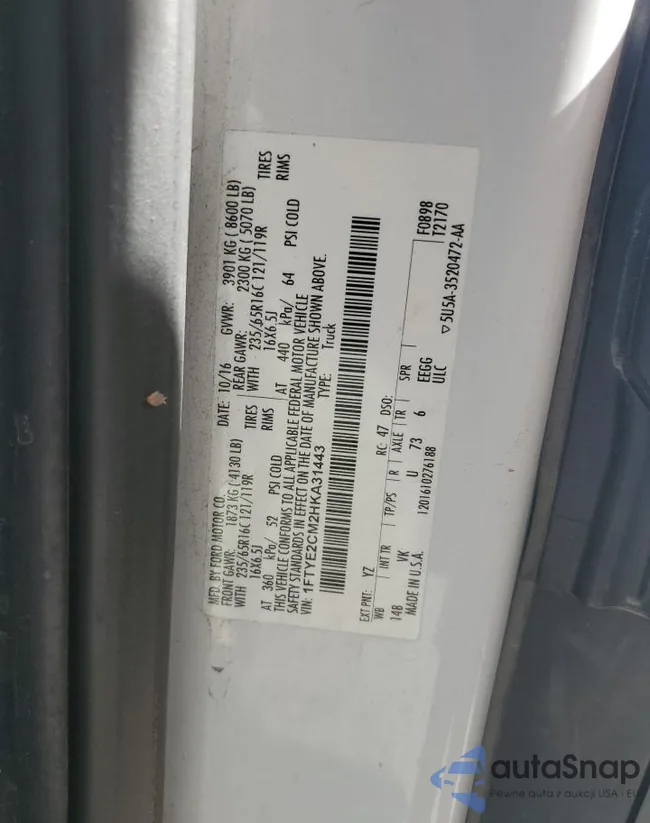 MFD. BY FORD MOTOR CO.
DATE: 10/16 GVWR: 3901 KG ( 8600 LB)
FRONT GAWR: 1873 KG ( 4130 LB) REAR GAWR: 2300 KG ( 5070 LB)
WITH 235/65R16C 121/119R TIRES WITH 235/65R16C 121/119R TIRES
16X6.5J RIMS 16X6.5J RIMS
AT 360 kPa/ 52 PSI COLD AT 440 kPa/ 64 PSI COLD
THIS VEHICLE CONFORMS TO ALL APPLICABLE FEDERAL MOTOR VEHICLE
SAFETY STANDARDS IN EFFECT ON THE DATE OF MANUFACTURE SHOWN ABOVE.
VIN: 1FTYE2CM2HKA31443 TYPE: Truck
EXT PNT: YZ RC: 47 DSO: F0898
WB INT TR TP/PS R AXLE TR SPR T2170
148 VK U 73 6 EEGG
MADE IN U.S.A. 1201610276188 ULC
▽5U5A-3520472-AA
autaSnap
Pewne auta z aukcji USA i EU